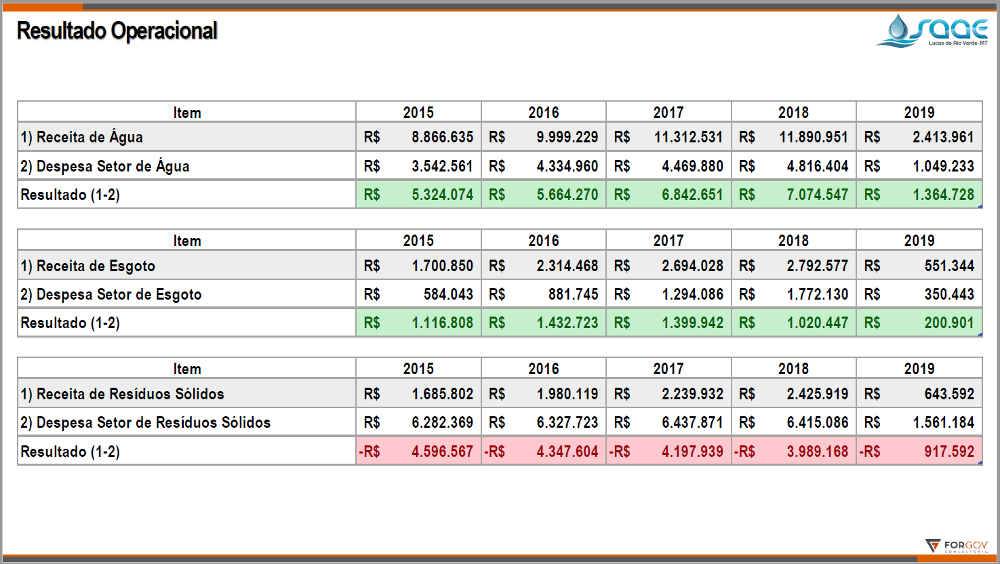 Resultado Operacional
SAAE
Lucas do Rio Verde-MT
Item 2015 2016 2017 2018 2019
1) Receita de Água R$ 8.866.635 R$ 9.999.229 R$ 11.312.531 R$ 11.890.951 R$ 2.413.961
2) Despesa Setor de Água R$ 3.542.561 R$ 4.334.960 R$ 4.469.880 R$ 4.816.404 R$ 1.049.233
Resultado (1-2) R$ 5.324.074 R$ 5.664.270 R$ 6.842.651 R$ 7.074.547 R$ 1.364.728
Item 2015 2016 2017 2018 2019
1) Receita de Esgoto R$ 1.700.850 R$ 2.314.468 R$ 2.694.028 R$ 2.792.577 R$ 551.344
2) Despesa Setor de Esgoto R$ 584.043 R$ 881.745 R$ 1.294.086 R$ 1.772.130 R$ 350.443
Resultado (1-2) R$ 1.116.808 R$ 1.432.723 R$ 1.399.942 R$ 1.020.447 R$ 200.901
Item 2015 2016 2017 2018 2019
1) Receita de Resíduos Sólidos R$ 1.685.802 R$ 1.980.119 R$ 2.239.932 R$ 2.425.919 R$ 643.592
2) Despesa Setor de Resíduos Sólidos R$ 6.282.369 R$ 6.327.723 R$ 6.437.871 R$ 6.415.086 R$ 1.561.184
Resultado (1-2) -R$ 4.596.567 -R$ 4.347.604 -R$ 4.197.939 -R$ 3.989.168 -R$ 917.592
FORGOV
CONSULTORIA